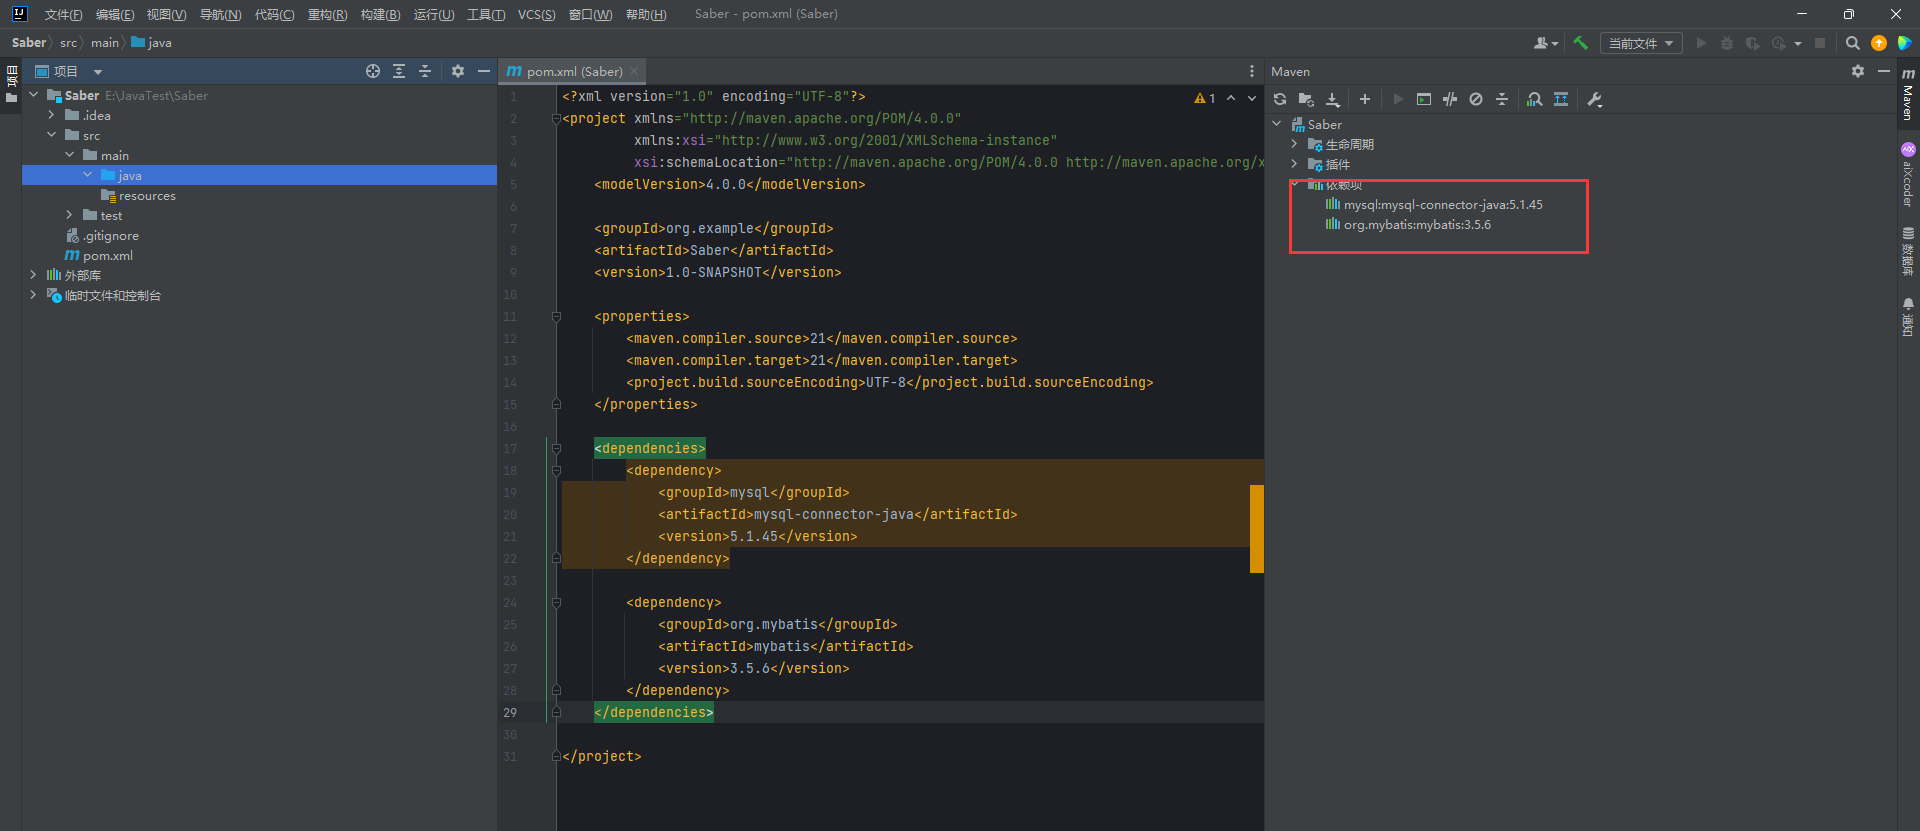 文件(F) 编辑(E) 视图(V) 导航(N) 代码(C) 重构(R) 构建(B) 运行(U) 工具(T) VCS(S) 窗口(W) 帮助(H) Saber - pom.xml (Saber)
Saber src main java
当前文件
项目
项目
Saber E:\JavaTest\Saber
.idea
src
main
java
resources
test
.gitignore
pom.xml
外部库
临时文件和控制台
pom.xml (Saber)
1 <?xml version="1.0" encoding="UTF-8"?>
2 <project xmlns="http://maven.apache.org/POM/4.0.0"
3 xmlns:xsi="http://www.w3.org/2001/XMLSchema-instance"
4 xsi:schemaLocation="http://maven.apache.org/POM/4.0.0 http://maven.apache.org/x
5 <modelVersion>4.0.0</modelVersion>
6
7 <groupId>org.example</groupId>
8 <artifactId>Saber</artifactId>
9 <version>1.0-SNAPSHOT</version>
10
11 <properties>
12 <maven.compiler.source>21</maven.compiler.source>
13 <maven.compiler.target>21</maven.compiler.target>
14 <project.build.sourceEncoding>UTF-8</project.build.sourceEncoding>
15 </properties>
16
17 <dependencies>
18 <dependency>
19 <groupId>mysql</groupId>
20 <artifactId>mysql-connector-java</artifactId>
21 <version>5.1.45</version>
22 </dependency>
23
24 <dependency>
25 <groupId>org.mybatis</groupId>
26 <artifactId>mybatis</artifactId>
27 <version>3.5.6</version>
28 </dependency>
29 </dependencies>
30
31 </project>
1
Maven
Saber
生命周期
插件
依赖项
mysql:mysql-connector-java:5.1.45
org.mybatis:mybatis:3.5.6
Maven
aiXcoder
数据库
通知